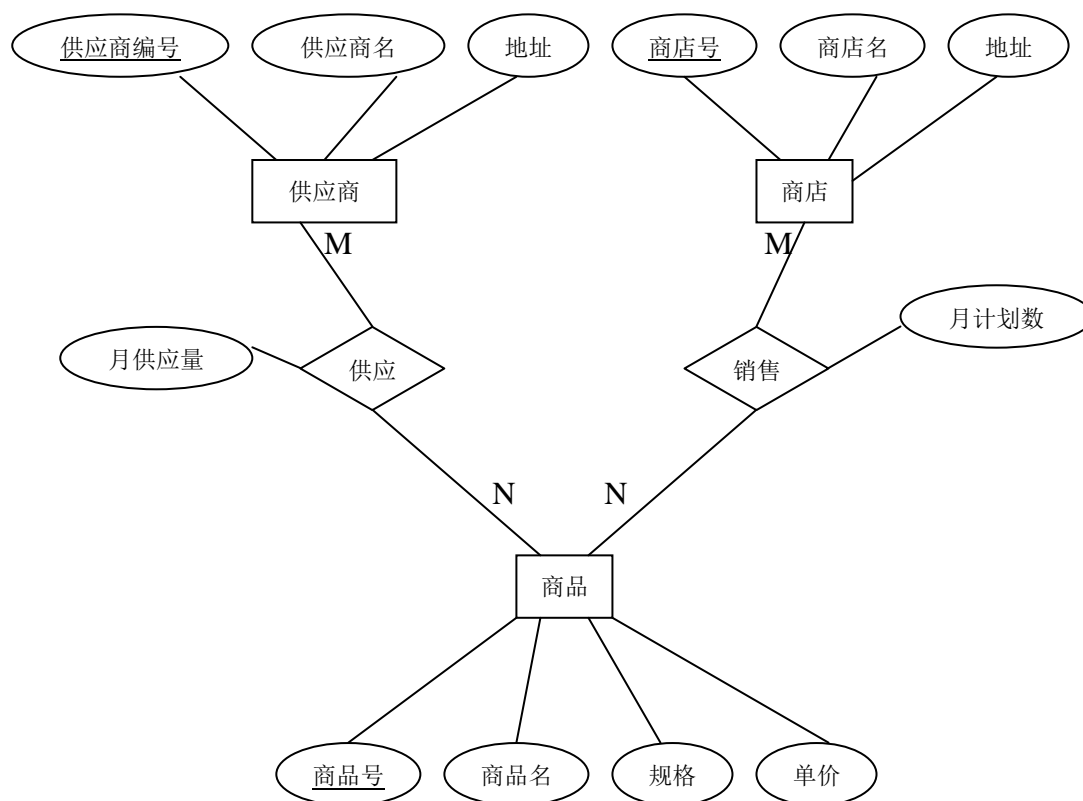 供应商编号
供应商名
地址
商店号
商店名
地址
供应商
商店
M
M
月计划数
月供应量
供应
销售
N
N
商品
商品号
商品名
规格
单价